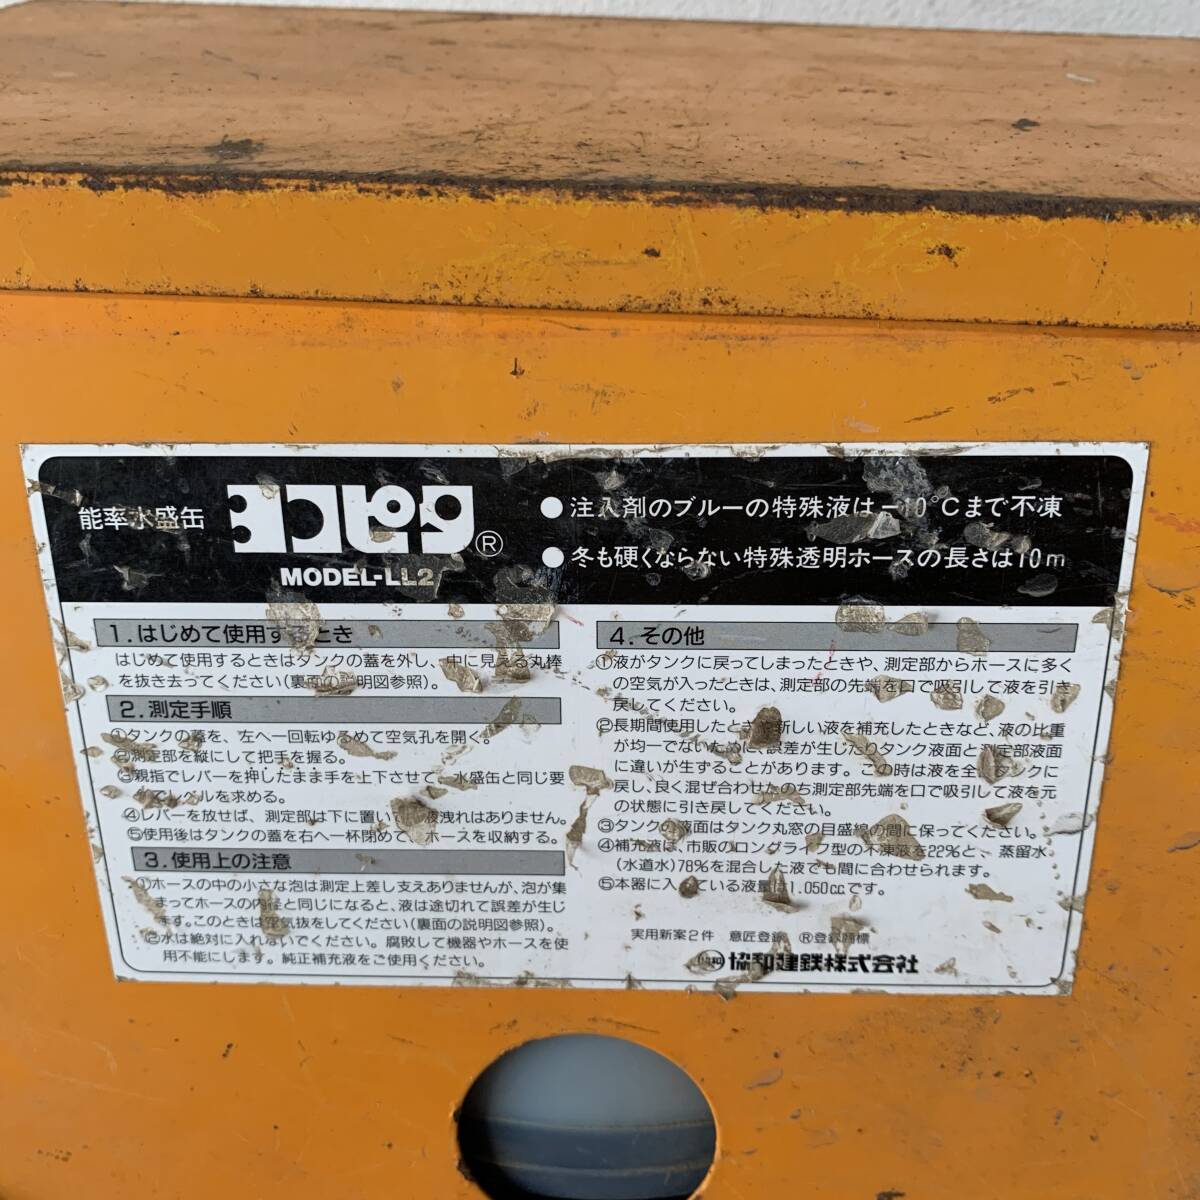 能率水盛缶 ヨコピタ®
MODEL-LL2
●注入剤のブルーの特殊液は-10℃まで不凍
●冬も硬くならない特殊透明ホースの長さは10m
1.はじめて使用するとき
はじめて使用するときはタンクの蓋を外し、中に見える丸棒
を抜き去ってください(裏面の説明図参照)。
2.測定手順
①タンクの蓋を、左へ一回転ゆるめて空気孔を開く。
②測定部を縦にして把手を握る。
③親指でレバーを押したまま手を上下させて、水盛缶と同じ要
でレベルを求める。
④レバーを放せば、測定部は下に置いても液洩れはありません。
⑤使用後はタンクの蓋を右へ一杯閉めて、ホースを収納する。
3.使用上の注意
①ホースの中の小さな泡は測定上差し支えありませんが、泡が集
まってホースの内径と同じになると、液は途切れて誤差が生じ
ます。このときは空気抜をしてください(裏面の説明図参照)。
②水は絶対に入れないでください。腐敗して機器やホースを使
用不能にします。純正補充液をご使用ください。
4.その他
①液がタンクに戻ってしまったときや、測定部からホースに多く
の空気が入ったときは、測定部の先端を口で吸引して液を引き
戻してください。
②長期間使用したときや新しい液を補充したときなど、液の比重
が均一でないために、誤差が生じたりタンク液面と測定部液面
に違いが生ずることがあります。この時は液を全部タンクに
戻し、良く混ぜ合わせたのち測定部先端を口で吸引して液を元
の状態に引き戻してください。
③タンクの液面はタンク丸窓の目盛線の間に保ってください。
④補充液は、市販のロングライフ型の不凍液を22%と、蒸留水
(水道水)78%を混合した液でも間に合わせられます。
⑤本器に入っている液量は1.050ccです。
実用新案2件 意匠登録 ®登録商標
協和建鉄株式会社